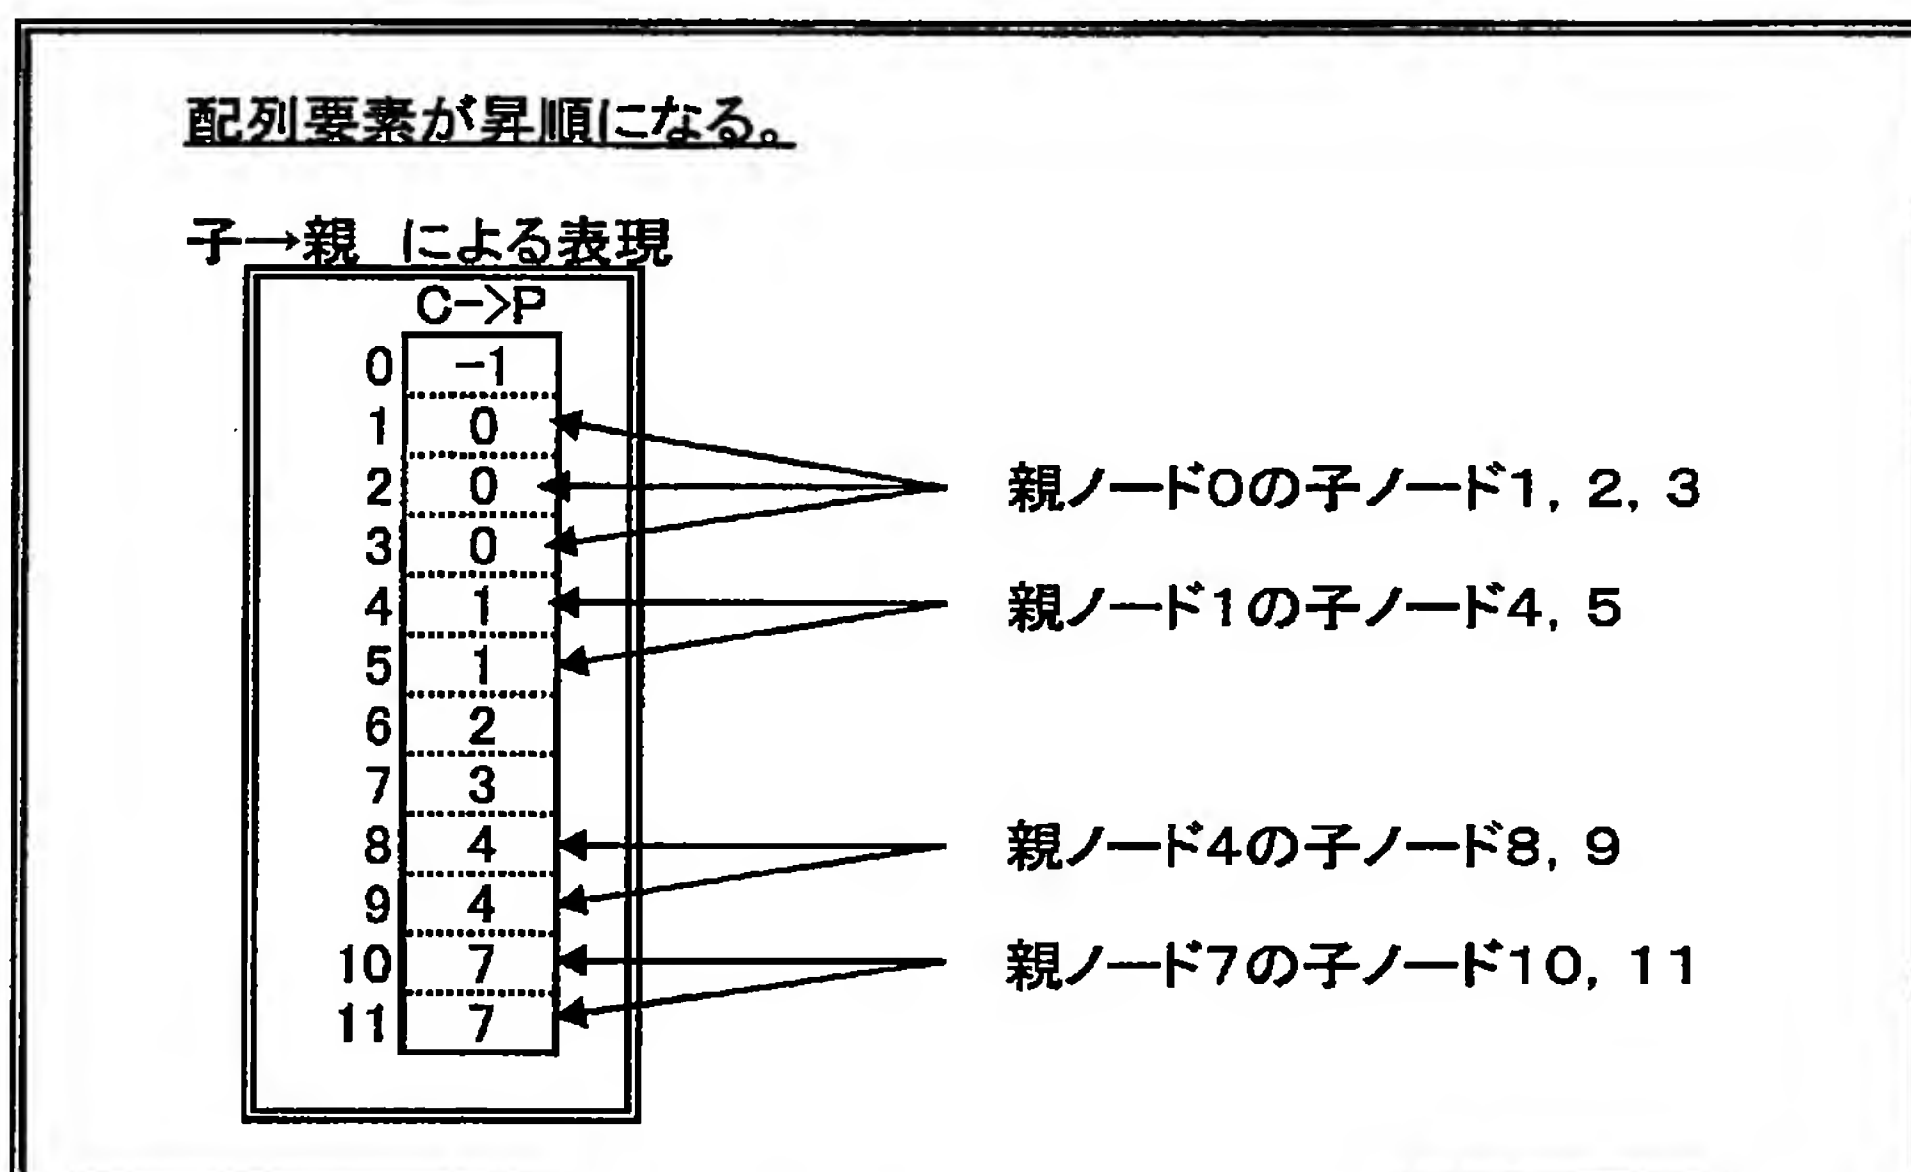 配列要素が昇順になる。
子→親 による表現
C->P
0 -1
1 0
2 0
3 0
4 1
5 1
6 2
7 3
8 4
9 4
10 7
11 7
親ノード0の子ノード1, 2, 3
親ノード1の子ノード4, 5
親ノード4の子ノード8, 9
親ノード7の子ノード10, 11